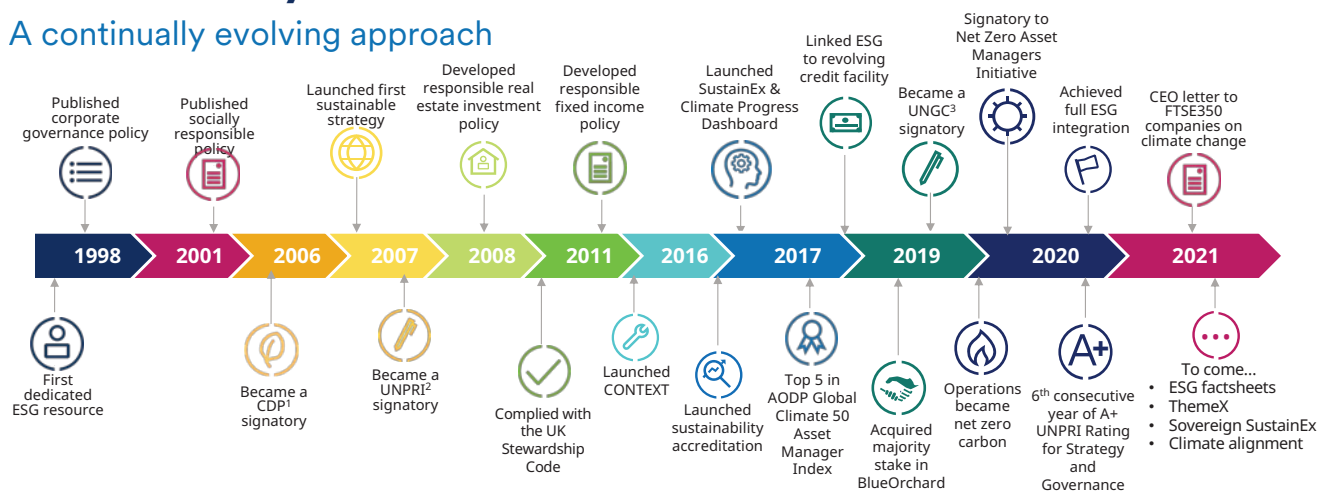 A continually evolving approach
Published
corporate
governance policy
Published
socially
responsible
policy
Launched first
sustainable
strategy
Developed
responsible real
estate investment
policy
Developed
responsible
fixed income
policy
Launched
SustainEx &
Climate Progress
Dashboard
Linked ESG
to revolving
credit facility
Became a
UNGC3
signatory
Signatory to
Net Zero Asset
Managers
Initiative
Achieved
full ESG
integration
CEO letter to
FTSE350
companies on
climate change
1998
2001
2006
2007
2008
2011
2016
2017
2019
2020
2021
First
dedicated
ESG resource
Became a
CDP1
signatory
Became a
UNPRI2
signatory
Complied with
the UK
Stewardship
Code
Launched
CONTEXT
Launched
sustainability
accreditation
Top 5 in
AODP Global
Climate 50
Asset
Manager
Index
Acquired
majority
stake in
BlueOrchard
Operations
became
net zero
carbon
A+
6th consecutive
year of A+
UNPRI Rating
for Strategy
and
Governance
To come...
• ESG factsheets
• ThemeX
• Sovereign SustainEx
• Climate alignment